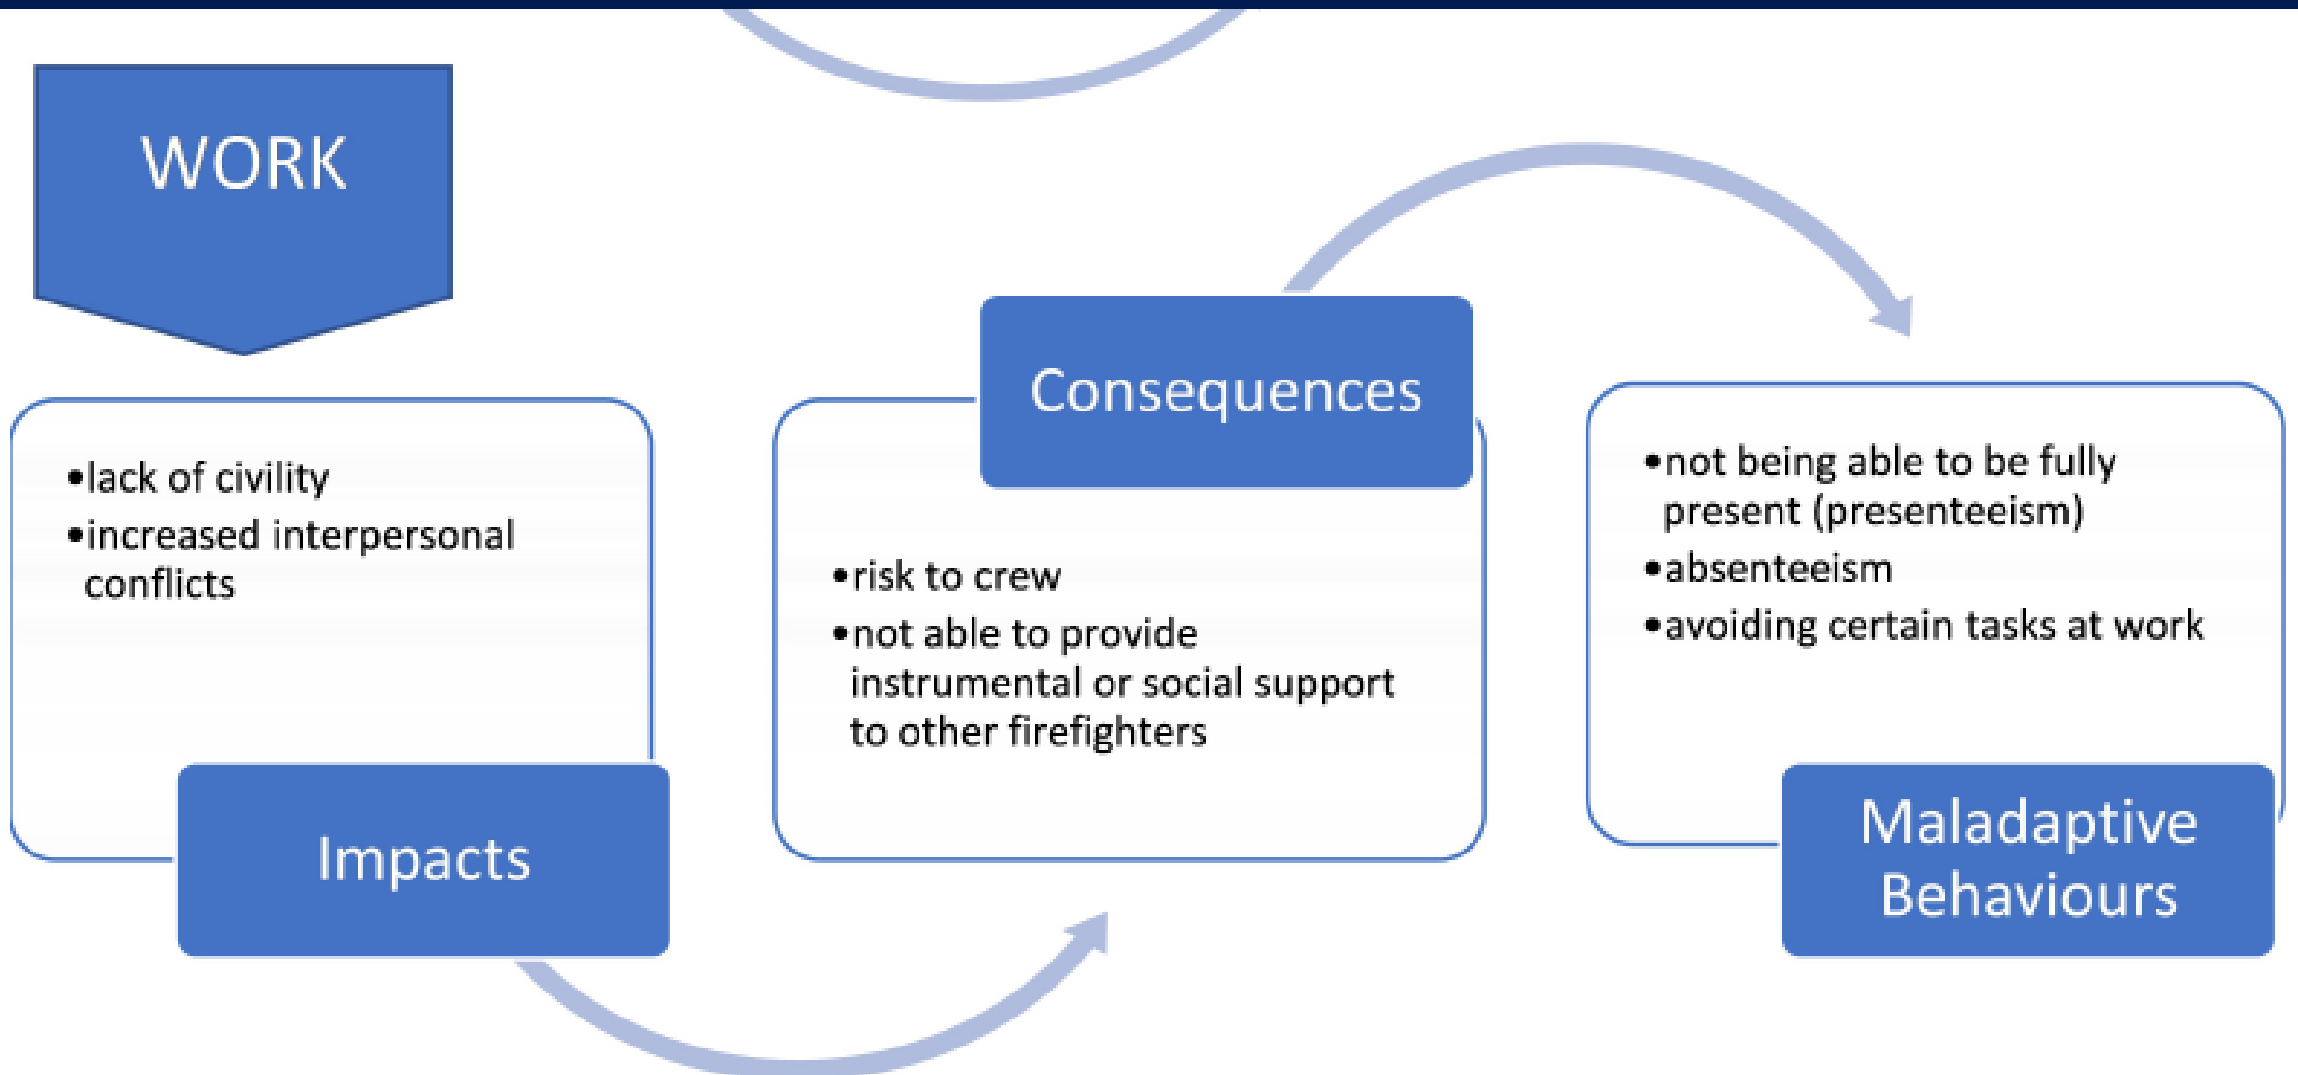 WORK
•lack of civility
•increased interpersonal
conflicts
Impacts
Consequences
•risk to crew
•not able to provide
instrumental or social support
to other firefighters
•not being able to be fully
present (presenteeism)
•absenteeism
•avoiding certain tasks at work
Maladaptive
Behaviours